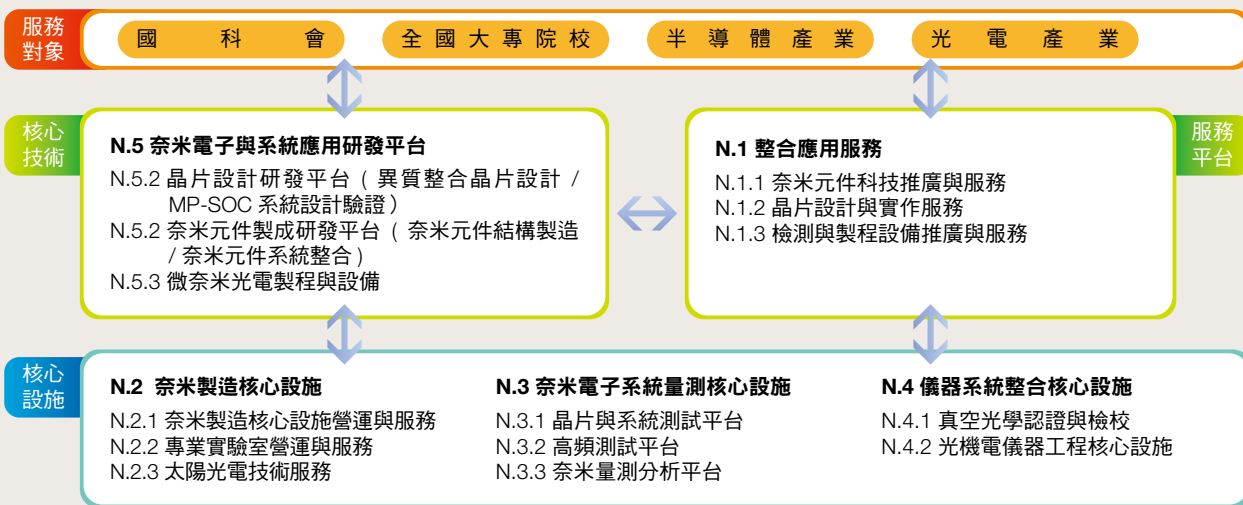 服務
對象
國科會
全國大專院校
半導體產業
光電產業
核心
技術
N.5 奈米電子與系統應用研發平台
N.5.2 晶片設計研發平台 ( 異質整合晶片設計 /
MP-SOC 系統設計驗證 )
N.5.2 奈米元件製成研發平台 ( 奈米元件結構製造
/ 奈米元件系統整合 )
N.5.3 微奈米光電製程與設備
服務
平台
N.1 整合應用服務
N.1.1 奈米元件科技推廣與服務
N.1.2 晶片設計與實作服務
N.1.3 檢測與製程設備推廣與服務
核心
設施
N.2 奈米製造核心設施
N.2.1 奈米製造核心設施營運與服務
N.2.2 專業實驗室營運與服務
N.2.3 太陽光電技術服務
N.3 奈米電子系統量測核心設施
N.3.1 晶片與系統測試平台
N.3.2 高頻測試平台
N.3.3 奈米量測分析平台
N.4 儀器系統整合核心設施
N.4.1 真空光學認證與檢校
N.4.2 光機電儀器工程核心設施